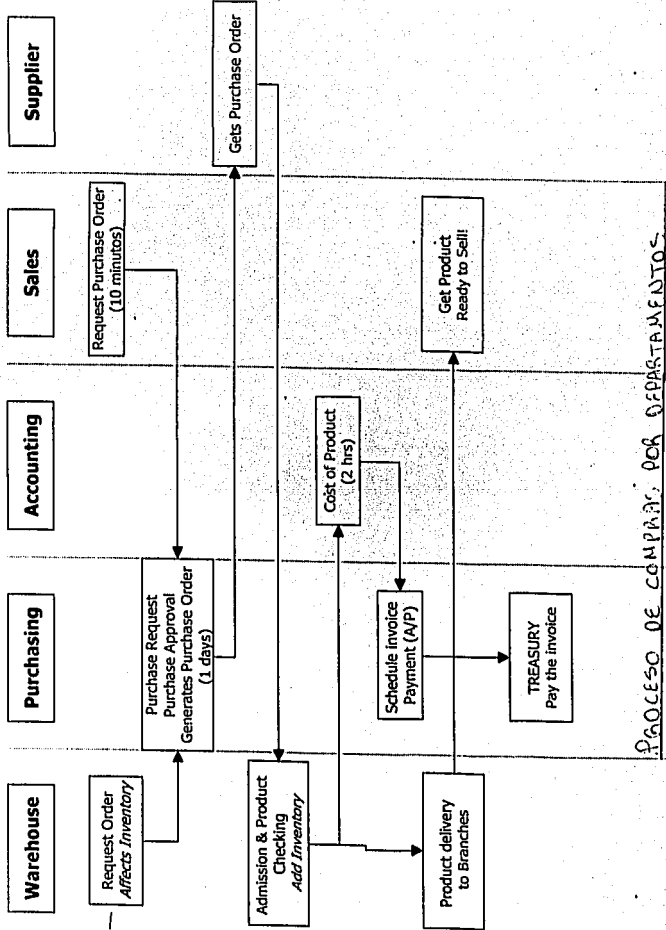 Warehouse
Purchasing
Accounting
Sales
Supplier
Request Order
Affects Inventory
Request Purchase Order
(10 minutos)
Purchase Request
Purchase Approval
Generates Purchase Order
(1 days)
Gets Purchase Order
Admission & Product
Checking
Add Inventory
Cost of Product
(2 hrs)
Schedule invoice
Payment (A/P)
Product delivery
to Branches
Get Product
Ready to Sell!
TREASURY
Pay the invoice
PROCESO DE COMPRAS, POR DEPARTAMENTOS